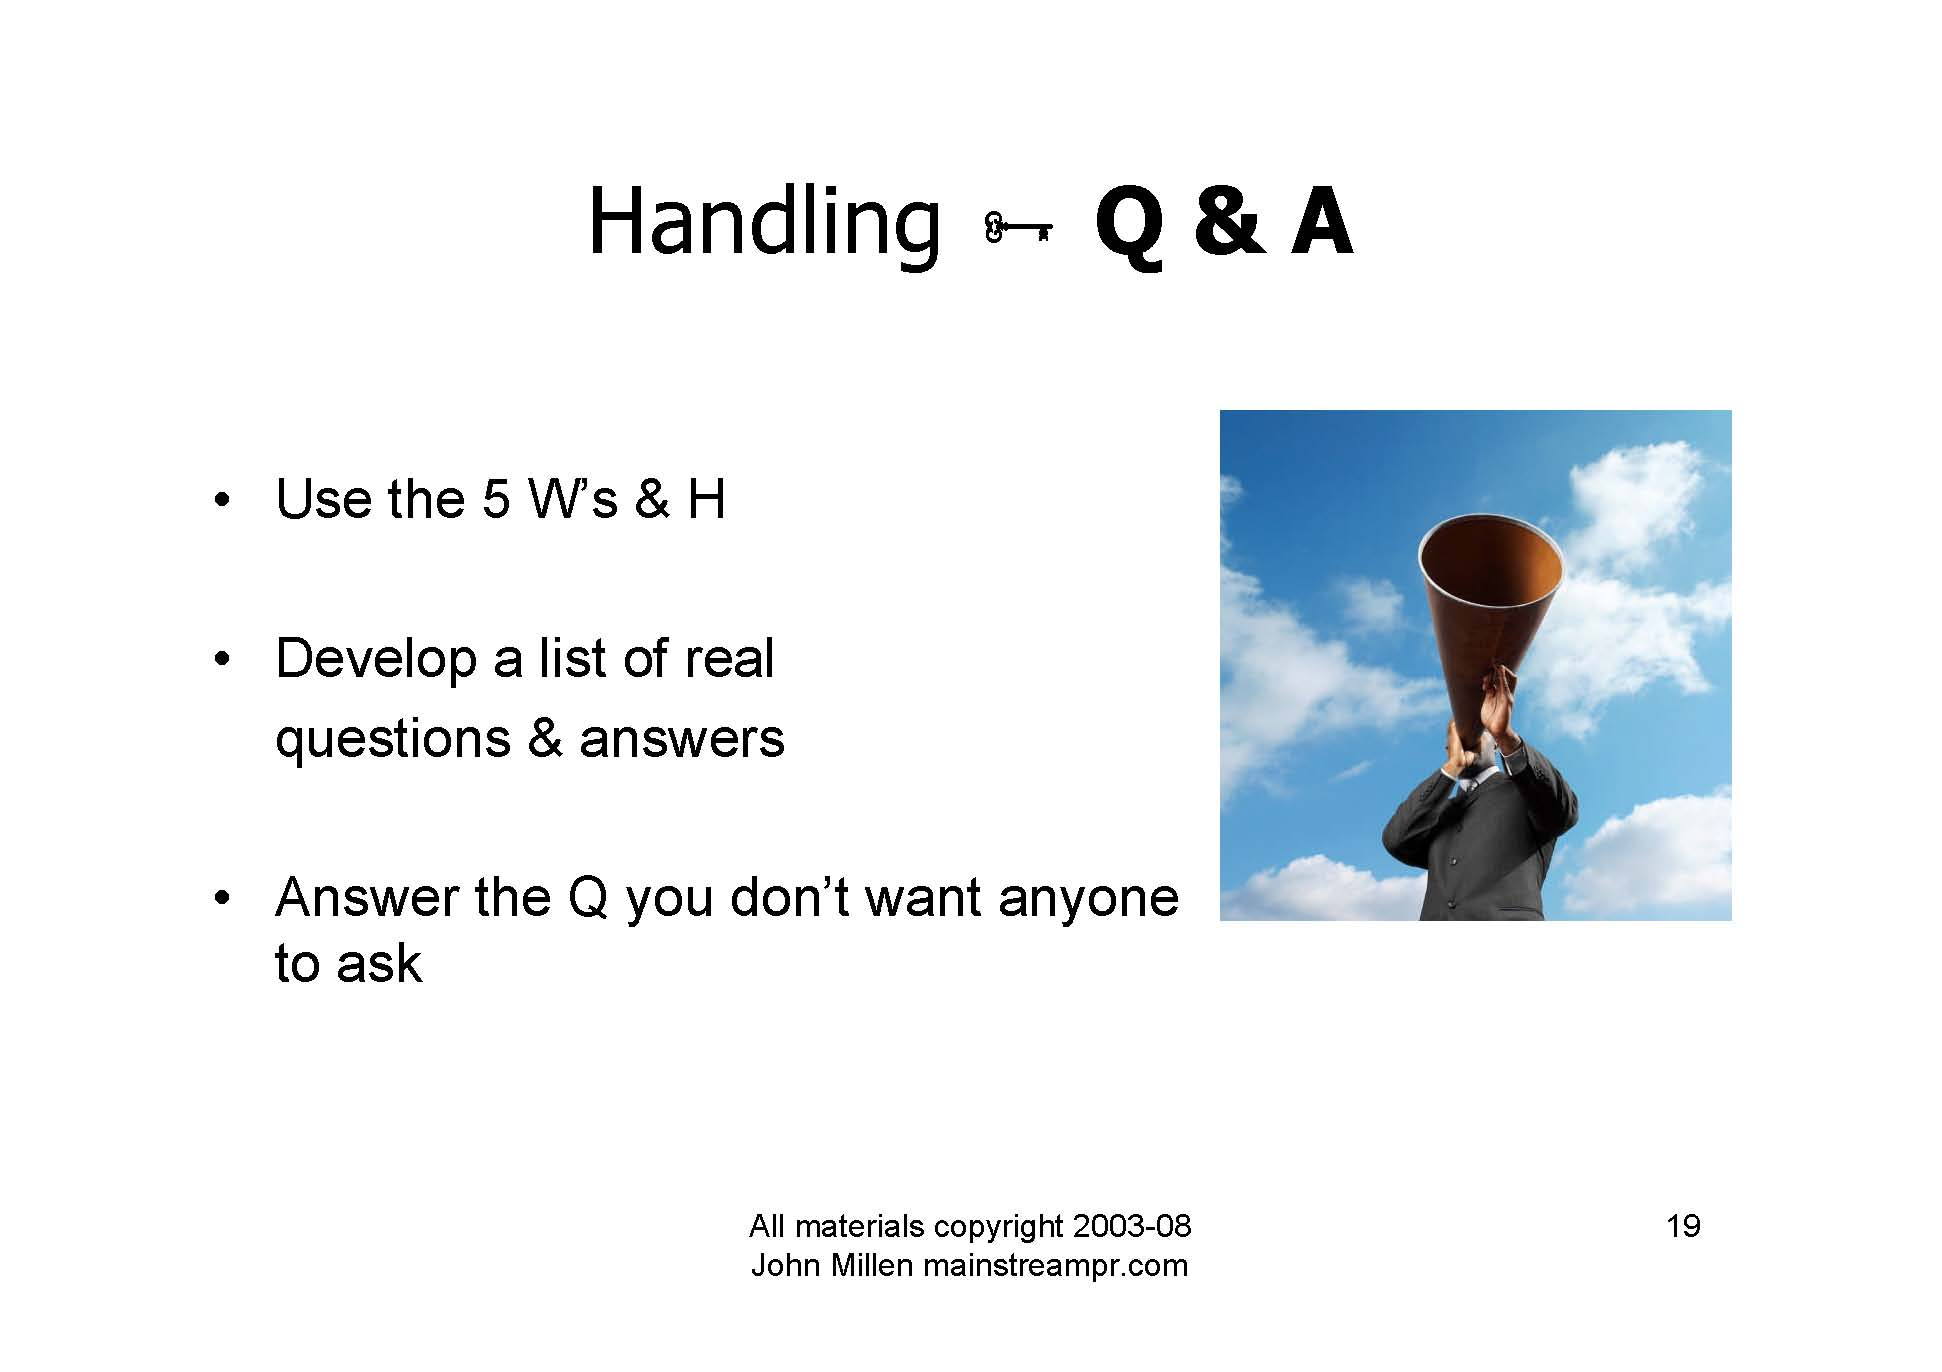 Handling Q & A
• Use the 5 W’s & H
• Develop a list of real
questions & answers
• Answer the Q you don’t want anyone
to ask
All materials copyright 2003-08
John Millen mainstreampr.com
19